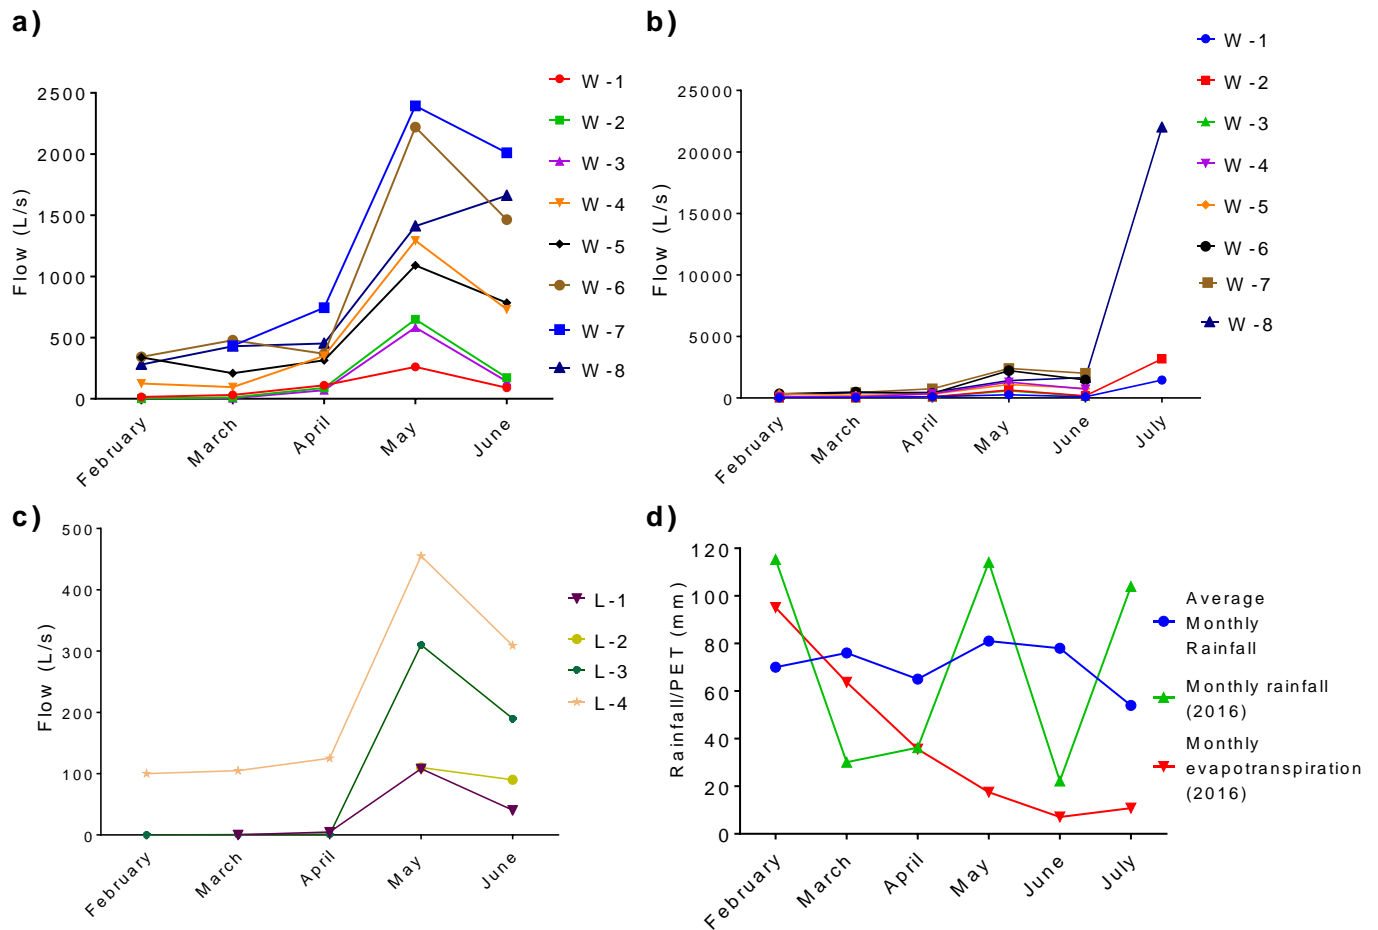 a)
2500
2000
1500
1000
500
0
Flow (L/s)
February
March
April
May
June
W-1
W-2
W-3
W-4
W-5
W-6
W-7
W-8
b)
25000
20000
15000
10000
5000
0
Flow (L/s)
February
March
April
May
June
July
W-1
W-2
W-3
W-4
W-5
W-6
W-7
W-8
c)
500
400
300
200
100
0
Flow (L/s)
February
March
April
May
June
L-1
L-2
L-3
L-4
d)
120
100
80
60
40
20
0
Rainfall/PET (mm)
February
March
April
May
June
July
Average
Monthly
Rainfall
Monthly rainfall
(2016)
Monthly
evapotranspiration
(2016)